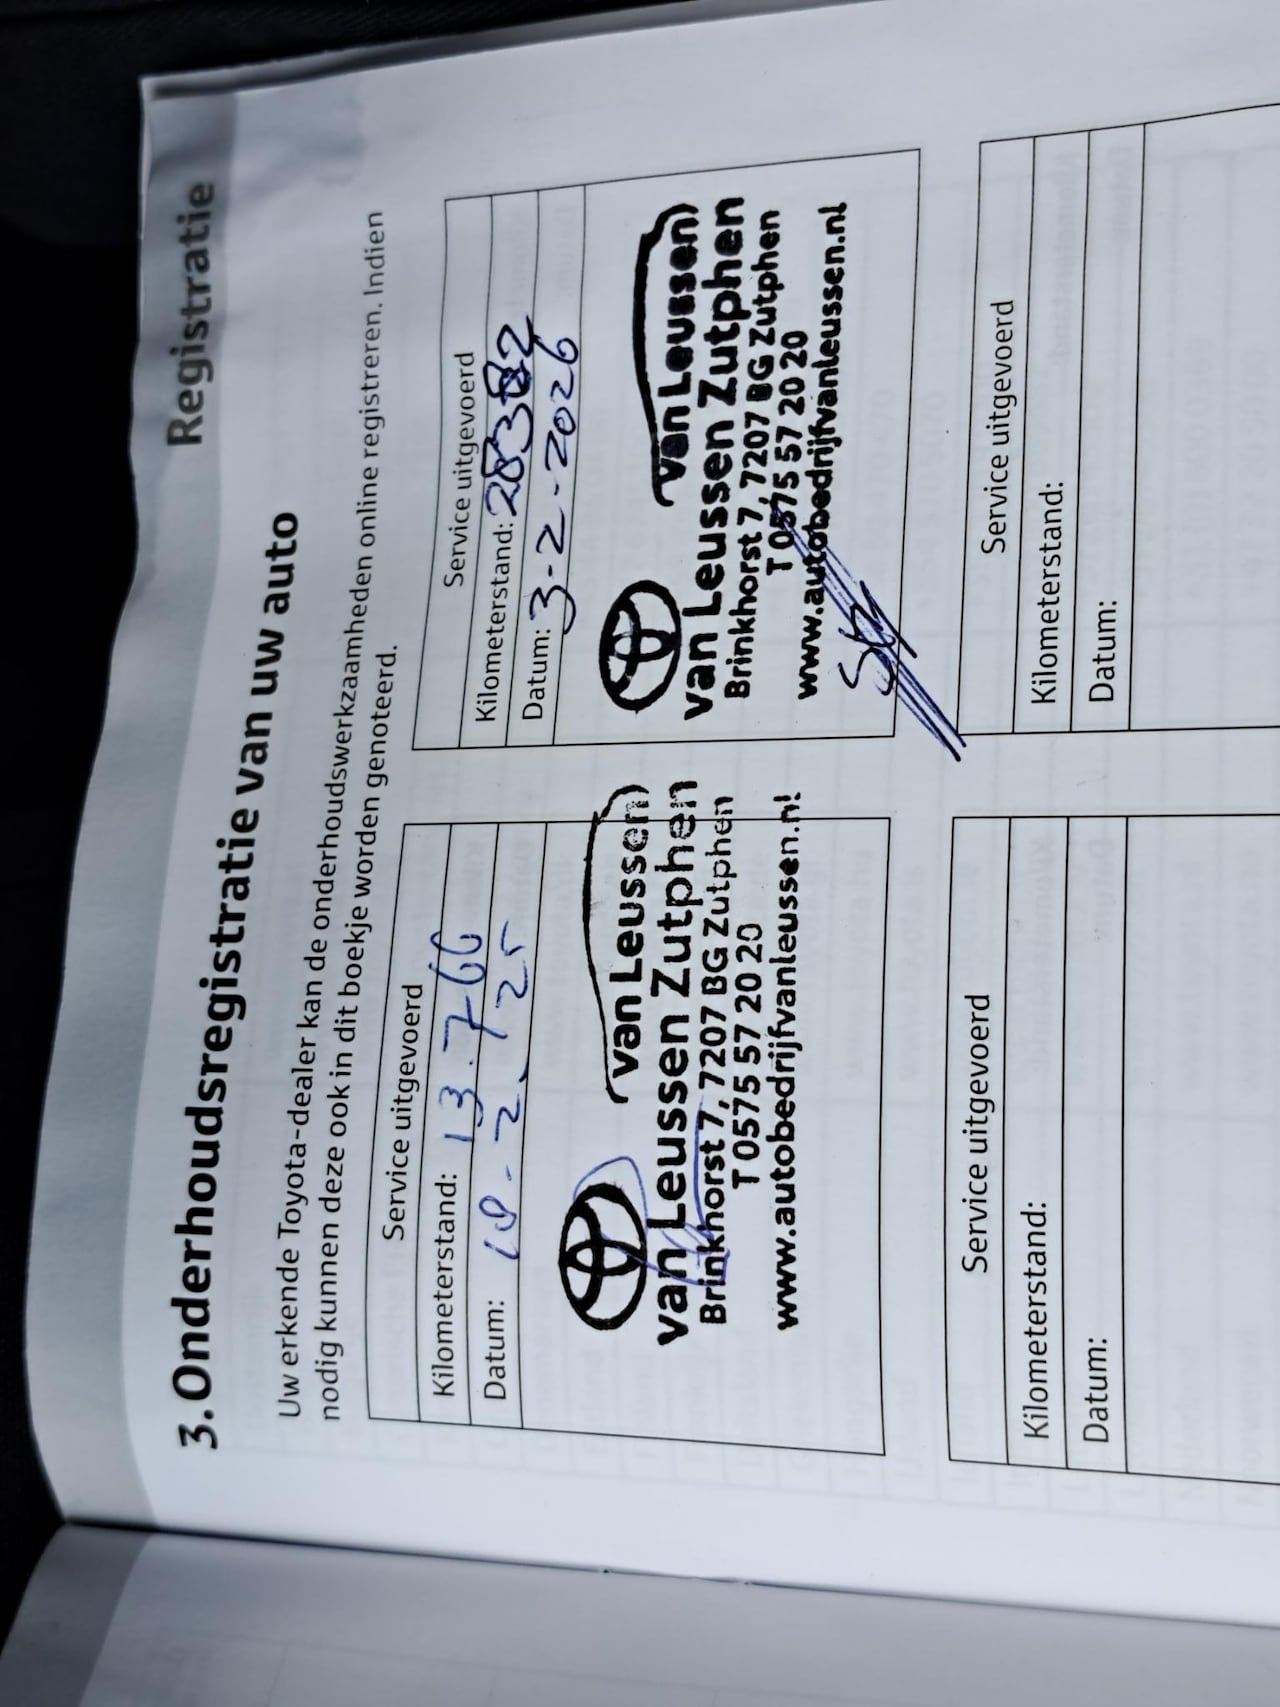 Registratie
3. Onderhoudsregistratie van uw auto
Uw erkende Toyota-dealer kan de onderhoudswerkzaamheden online registreren. Indien
nodig kunnen deze ook in dit boekje worden genoteerd.
Service uitgevoerd
Kilometerstand: 13.766
Datum: 18-2-'25
van Leussen
van Leussen Zutphen
Brinkhorst 7, 7207 BG Zutphen
T 0575 57 20 20
www.autobedrijfvanleussen.nl
Service uitgevoerd
Kilometerstand:
Datum: 3-2-2026
van Leussen
van Leussen Zutphen
Brinkhorst 7, 7207 BG Zutphen
T 0575 57 20 20
www.autobedrijfvanleussen.nl
Service uitgevoerd
Kilometerstand:
Datum:
Service uitgevoerd
Kilometerstand:
Datum: